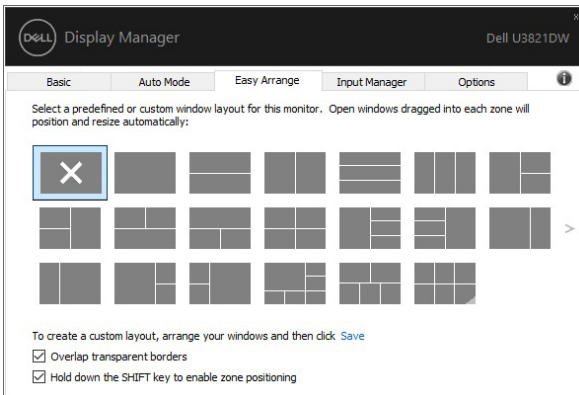 DELL Display Manager
Dell U3821DW
Basic
Auto Mode
Easy Arrange
Input Manager
Options
Select a predefined or custom window layout for this monitor. Open windows dragged into each zone will
position and resize automatically:
To create a custom layout, arrange your windows and then click Save
Overlap transparent borders
Hold down the SHIFT key to enable zone positioning